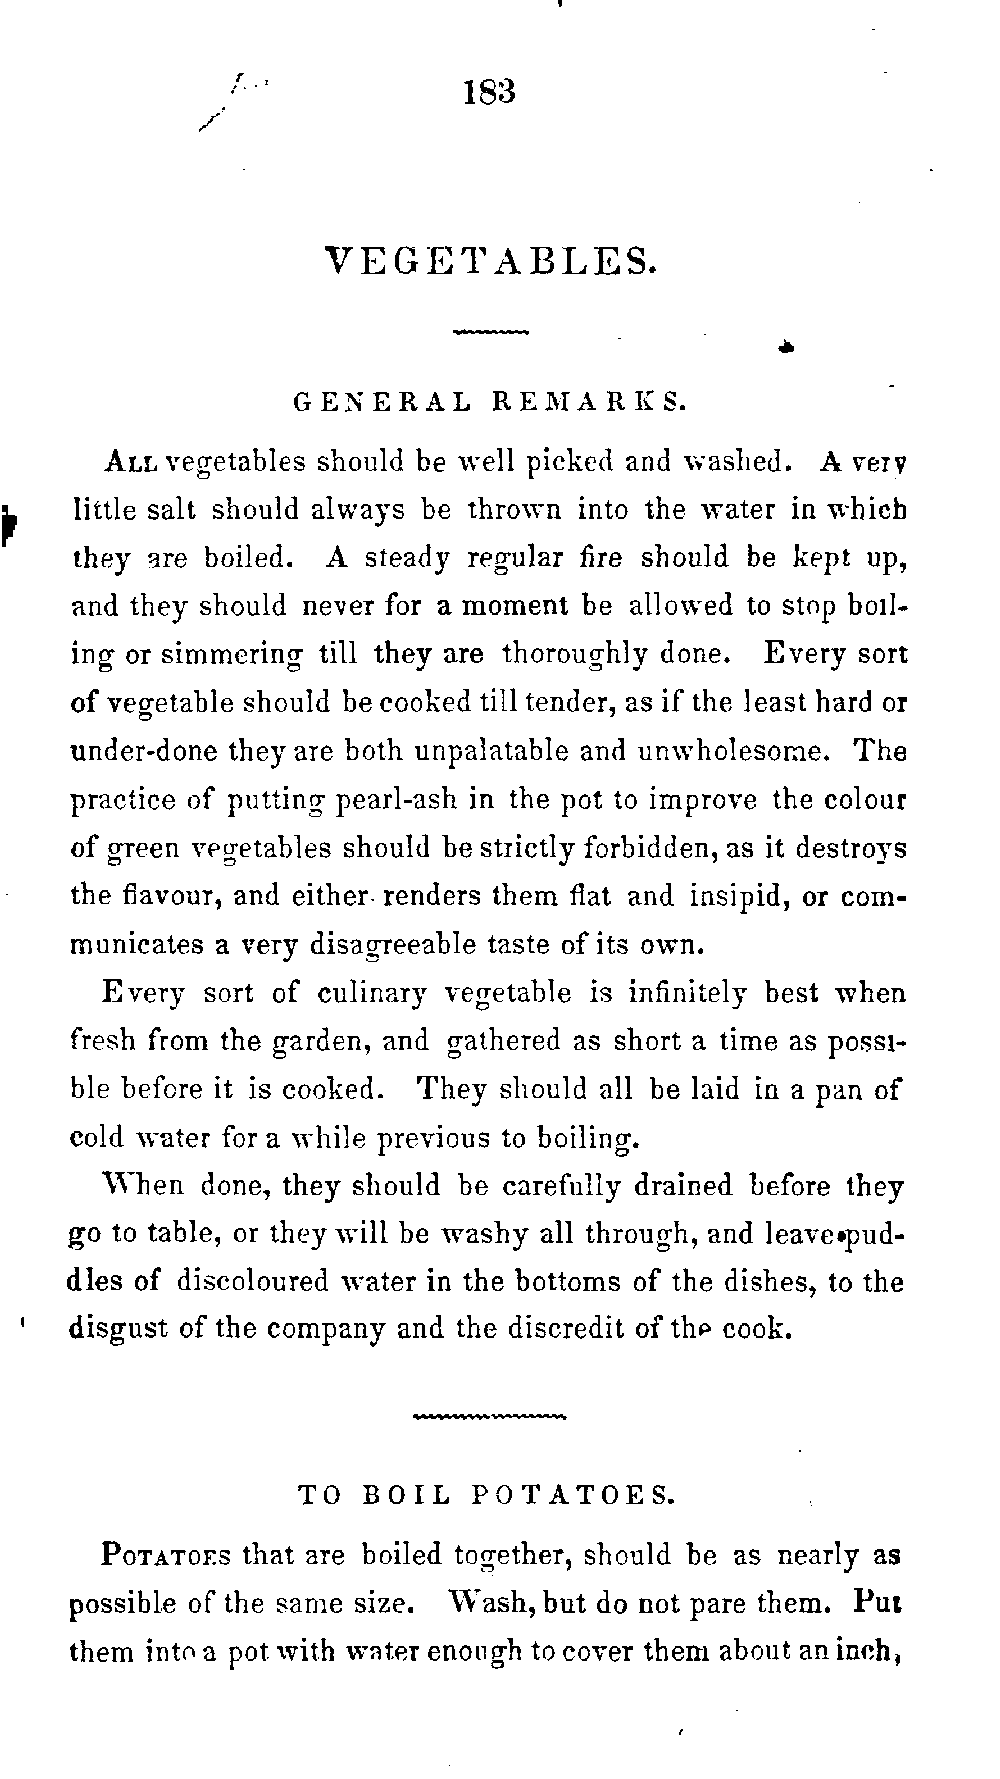 183
VEGETABLES.
GENERAL REMARKS.
ALL vegetables should be well picked and washed. A very
little salt should always be thrown into the water in which
they are boiled. A steady regular fire should be kept up,
and they should never for a moment be allowed to stop boil-
ing or simmering till they are thoroughly done. Every sort
of vegetable should be cooked till tender, as if the least hard or
under-done they are both unpalatable and unwholesome. The
practice of putting pearl-ash in the pot to improve the colour
of green vegetables should be strictly forbidden, as it destroys
the flavour, and either renders them flat and insipid, or com-
municates a very disagreeable taste of its own.
Every sort of culinary vegetable is infinitely best when
fresh from the garden, and gathered as short a time as possi-
ble before it is cooked. They should all be laid in a pan of
cold water for a while previous to boiling.
When done, they should be carefully drained before they
go to table, or they will be washy all through, and leave pud-
dles of discoloured water in the bottoms of the dishes, to the
disgust of the company and the discredit of the cook.
TO BOIL POTATOES.
POTATOES that are boiled together, should be as nearly as
possible of the same size. Wash, but do not pare them. Put
them into a pot with water enough to cover them about an inch,